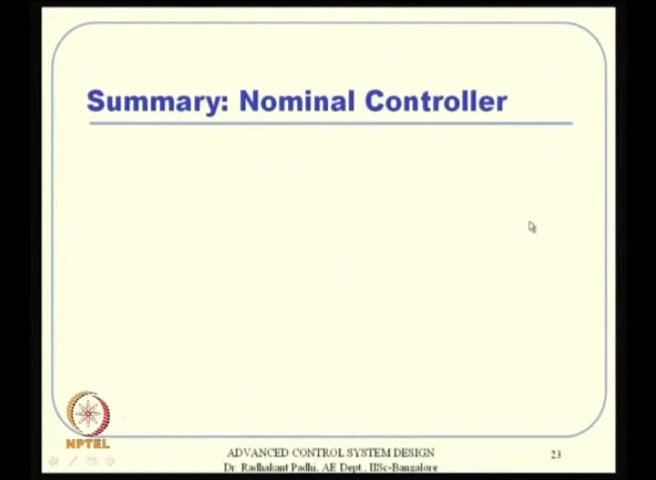 Summary: Nominal Controller
NPTEL
ADVANCED CONTROL SYSTEM DESIGN
Dr. Radhakant Padhi, AE Dept., IISc-Bangalore
23